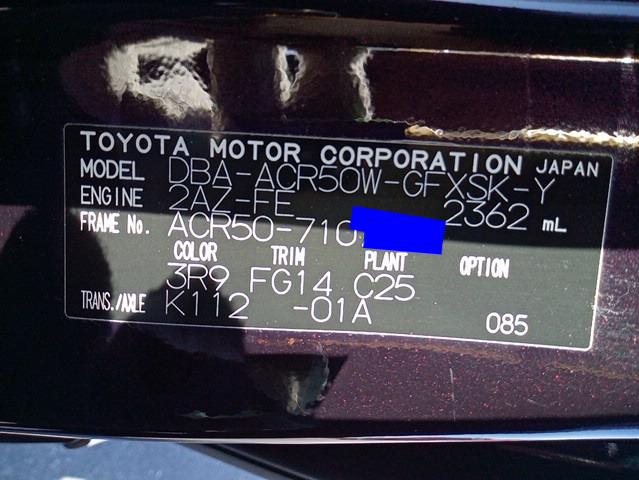 TOYOTA MOTOR CORPORATION JAPAN
MODEL DBA-ACR50W-GFXSK-Y
ENGINE 2AZ-FE 2362 mL
FRAME No. ACR50-710
COLOR TRIM PLANT OPTION
3R9 FG14 C25
TRANS./AXLE K112 -01A 085